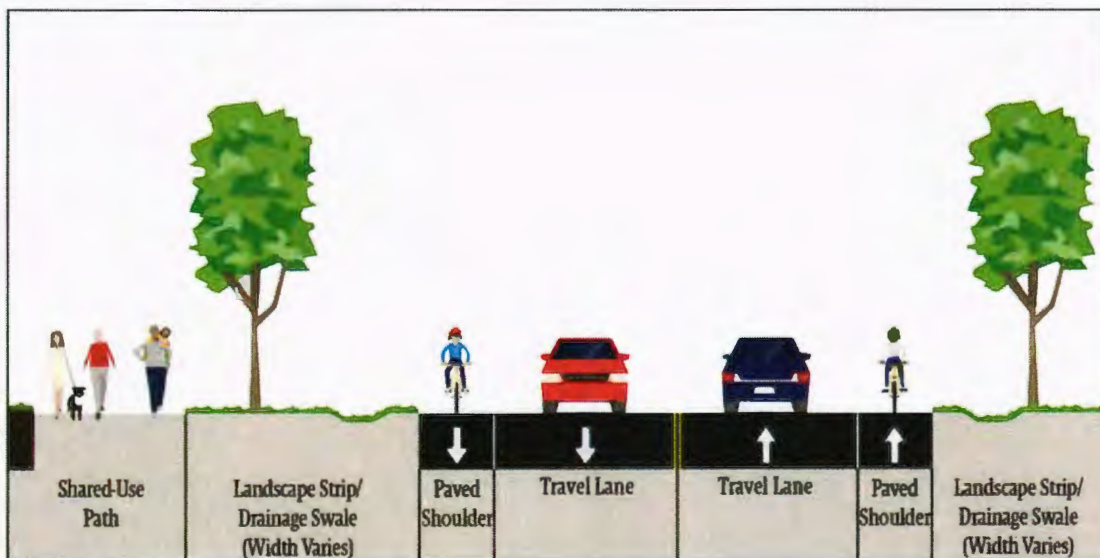 Shared-Use
Path
Landscape Strip/
Drainage Swale
(Width Varies)
Paved
Shoulder
Travel Lane
Travel Lane
Paved
Shoulder
Landscape Strip/
Drainage Swale
(Width Varies)